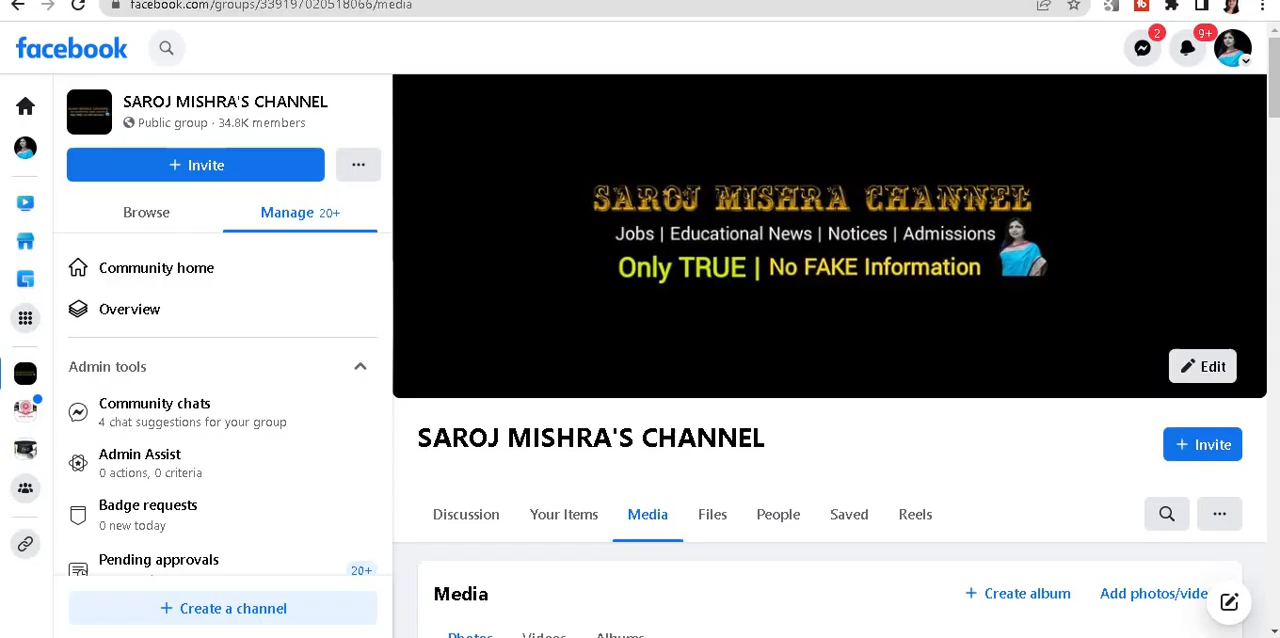 facebook.com/groups/339197020518066/media
facebook
2
9+
SAROJ MISHRA'S CHANNEL
Public group · 34.8K members
+ Invite
Browse
Manage 20+
Community home
Overview
Admin tools
Community chats
4 chat suggestions for your group
Admin Assist
0 actions, 0 criteria
Badge requests
0 new today
Pending approvals
20+
+ Create a channel
SAROJ MISHRA CHANNEL
Jobs | Educational News | Notices | Admissions
Only TRUE | No FAKE Information
Edit
SAROJ MISHRA'S CHANNEL
+ Invite
Discussion Your Items Media Files People Saved Reels
Media
+ Create album
Add photos/vide
Photos Videos Albums